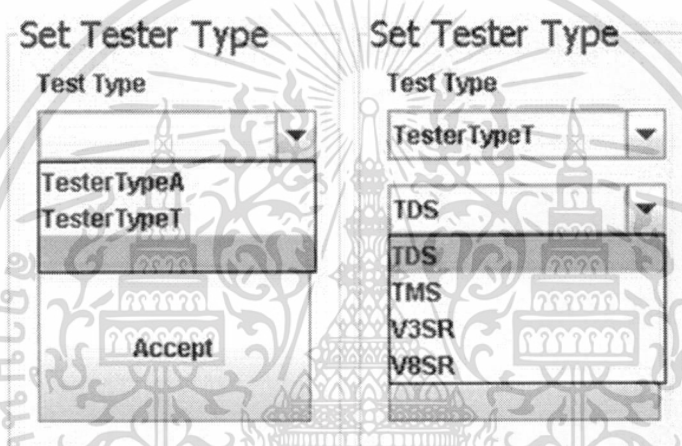 Set Tester Type
Test Type
TesterTypeA
TesterTypeT
Accept
Set Tester Type
Test Type
TesterTypeT
TDS
TDS
TMS
V3SR
V8SR